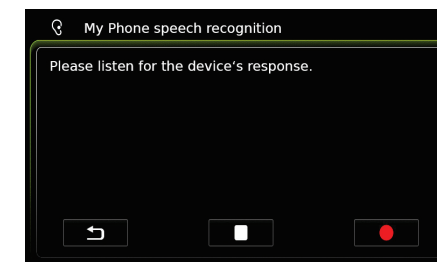 My Phone speech recognition
Please listen for the device's response.